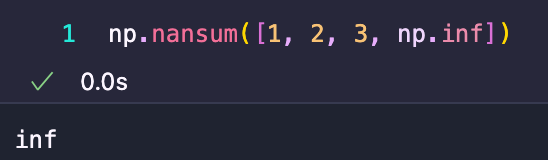 1 np.nansum([1, 2, 3, np.inf])
✓ 0.0s
inf